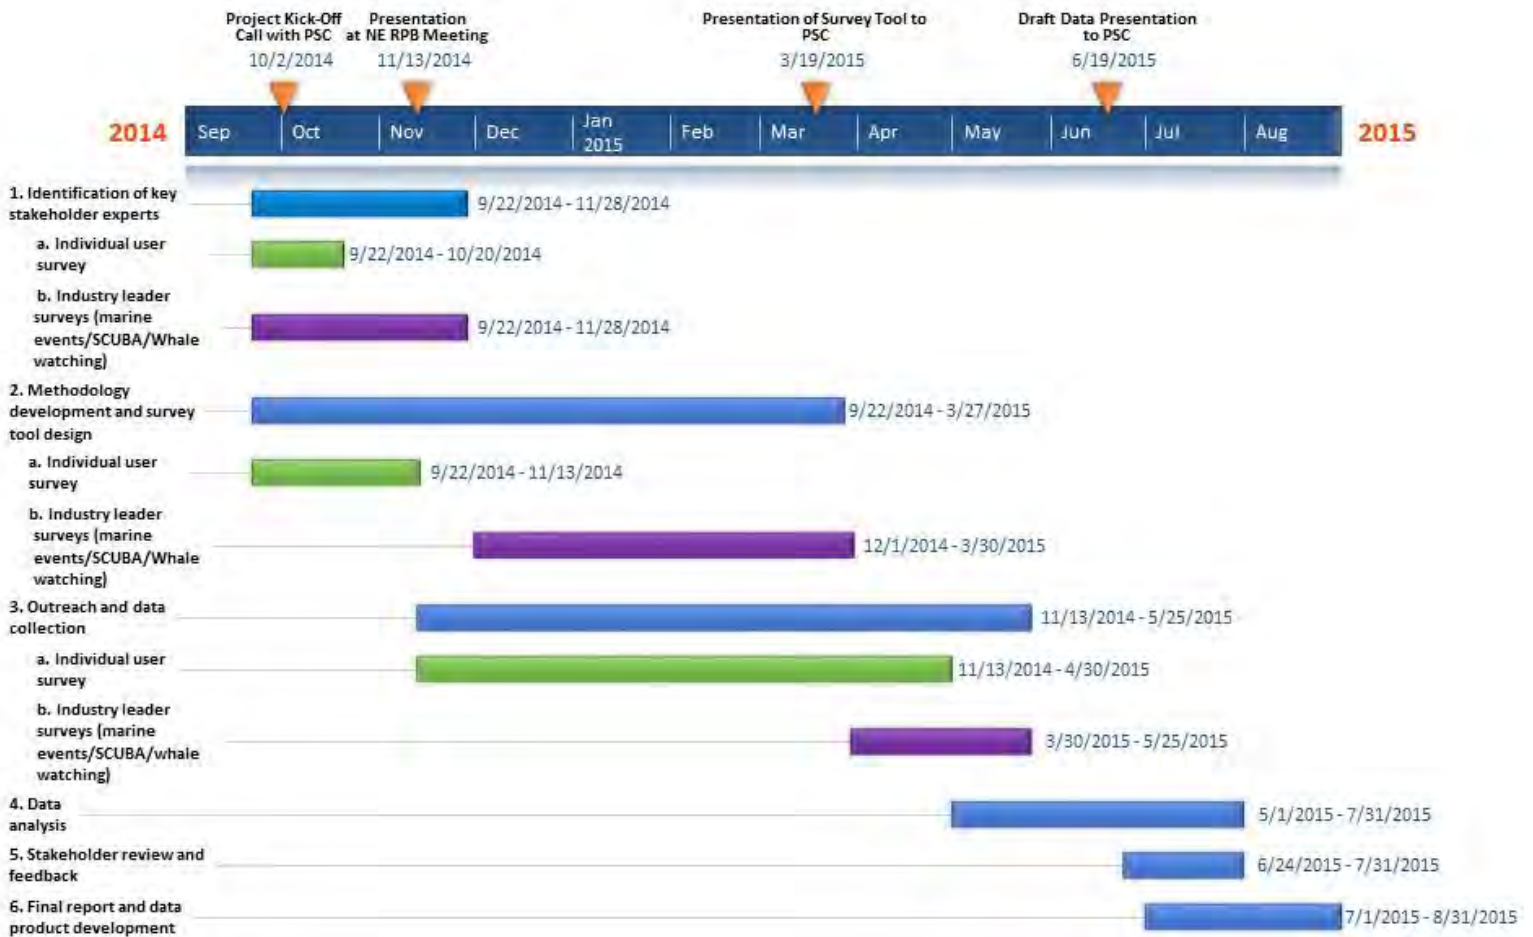 Project Kick-Off
Call with PSC
10/2/2014
Presentation
at NE RPB Meeting
11/13/2014
Presentation of Survey Tool to
PSC
3/19/2015
Draft Data Presentation
to PSC
6/19/2015
2014
Sep
Oct
Nov
Dec
Jan
2015
Feb
Mar
Apr
May
Jun
Jul
Aug
2015
1. Identification of key
stakeholder experts
9/22/2014 - 11/28/2014
a. Individual user
survey
9/22/2014 - 10/20/2014
b. Industry leader
surveys (marine
events/SCUBA/Whale
watching)
9/22/2014 - 11/28/2014
2. Methodology
development and survey
tool design
9/22/2014 - 3/27/2015
a. Individual user
survey
9/22/2014 - 11/13/2014
b. Industry leader
surveys (marine
events/SCUBA/Whale
watching)
12/1/2014 - 3/30/2015
3. Outreach and data
collection
11/13/2014 - 5/25/2015
a. Individual user
survey
11/13/2014 - 4/30/2015
b. Industry leader
surveys (marine
events/SCUBA/whale
watching)
3/30/2015 - 5/25/2015
4. Data
analysis
5/1/2015 - 7/31/2015
5. Stakeholder review and
feedback
6/24/2015 - 7/31/2015
6. Final report and data
product development
7/1/2015 - 8/31/2015